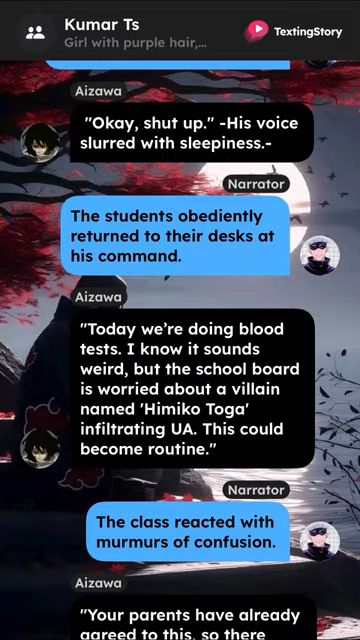 Kumar Ts
Girl with purple hair,...
TextingStory
Aizawa
"Okay, shut up." -His voice
slurred with sleepiness.-
Narrator
The students obediently
returned to their desks at
his command.
Aizawa
"Today we're doing blood
tests. I know it sounds
weird, but the school board
is worried about a villain
named 'Himiko Toga'
infiltrating UA. This could
become routine."
Narrator
The class reacted with
murmurs of confusion.
Aizawa
"Your parents have already
agreed to this, so there